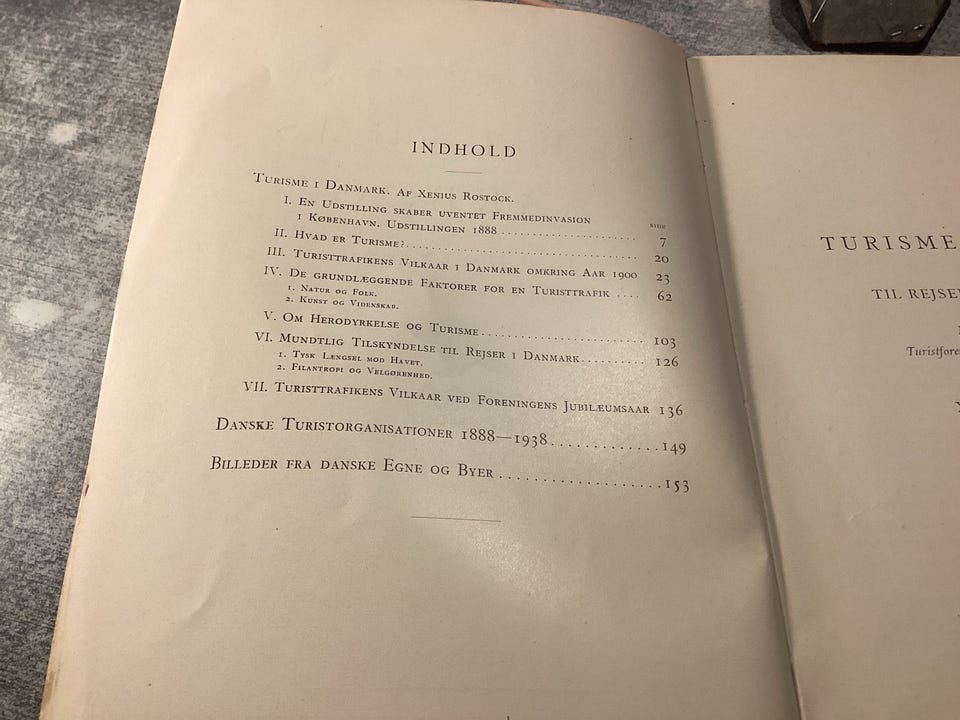 INDHOLD
TURISME I DANMARK. AF XENIUS ROSTOCK.
I. EN UDSTILLING SKABER UVENTET FREMMEDINVASION
SIDE
I KØBENHAVN. UDSTILLINGEN 1888 . . . . . . . . . . . . . . . . . . . . . . 7
II. HVAD ER TURISME?. . . . . . . . . . . . . . . . . . . . . . . . . . . . . . . . . . . . . . 20
III. TURISTTRAFIKENS VILKAAR I DANMARK OMKRING AAR 1900 23
IV. DE GRUNDLÆGGENDE FAKTORER FOR EN TURISTTRAFIK . . . . 62
1. NATUR OG FOLK.
2. KUNST OG VIDENSKAB.
V. OM HERODYRKELSE OG TURISME . . . . . . . . . . . . . . . . . . . . . . . . . 103
VI. MUNDTLIG TILSKYNDELSE TIL REJSER I DANMARK. . . . . . . . . . 126
1. TYSK LÆNGSEL MOD HAVET.
2. FILANTROPI OG VELGØRENHED.
VII. TURISTTRAFIKENS VILKAAR VED FORENINGENS JUBILÆUMSAAR 136
DANSKE TURISTORGANISATIONER 1888—1938. . . . . . . . . . . . . 149
BILLEDER FRA DANSKE EGNE OG BYER . . . . . . . . . . . . . . . . . . . . 153
TURISME
TIL